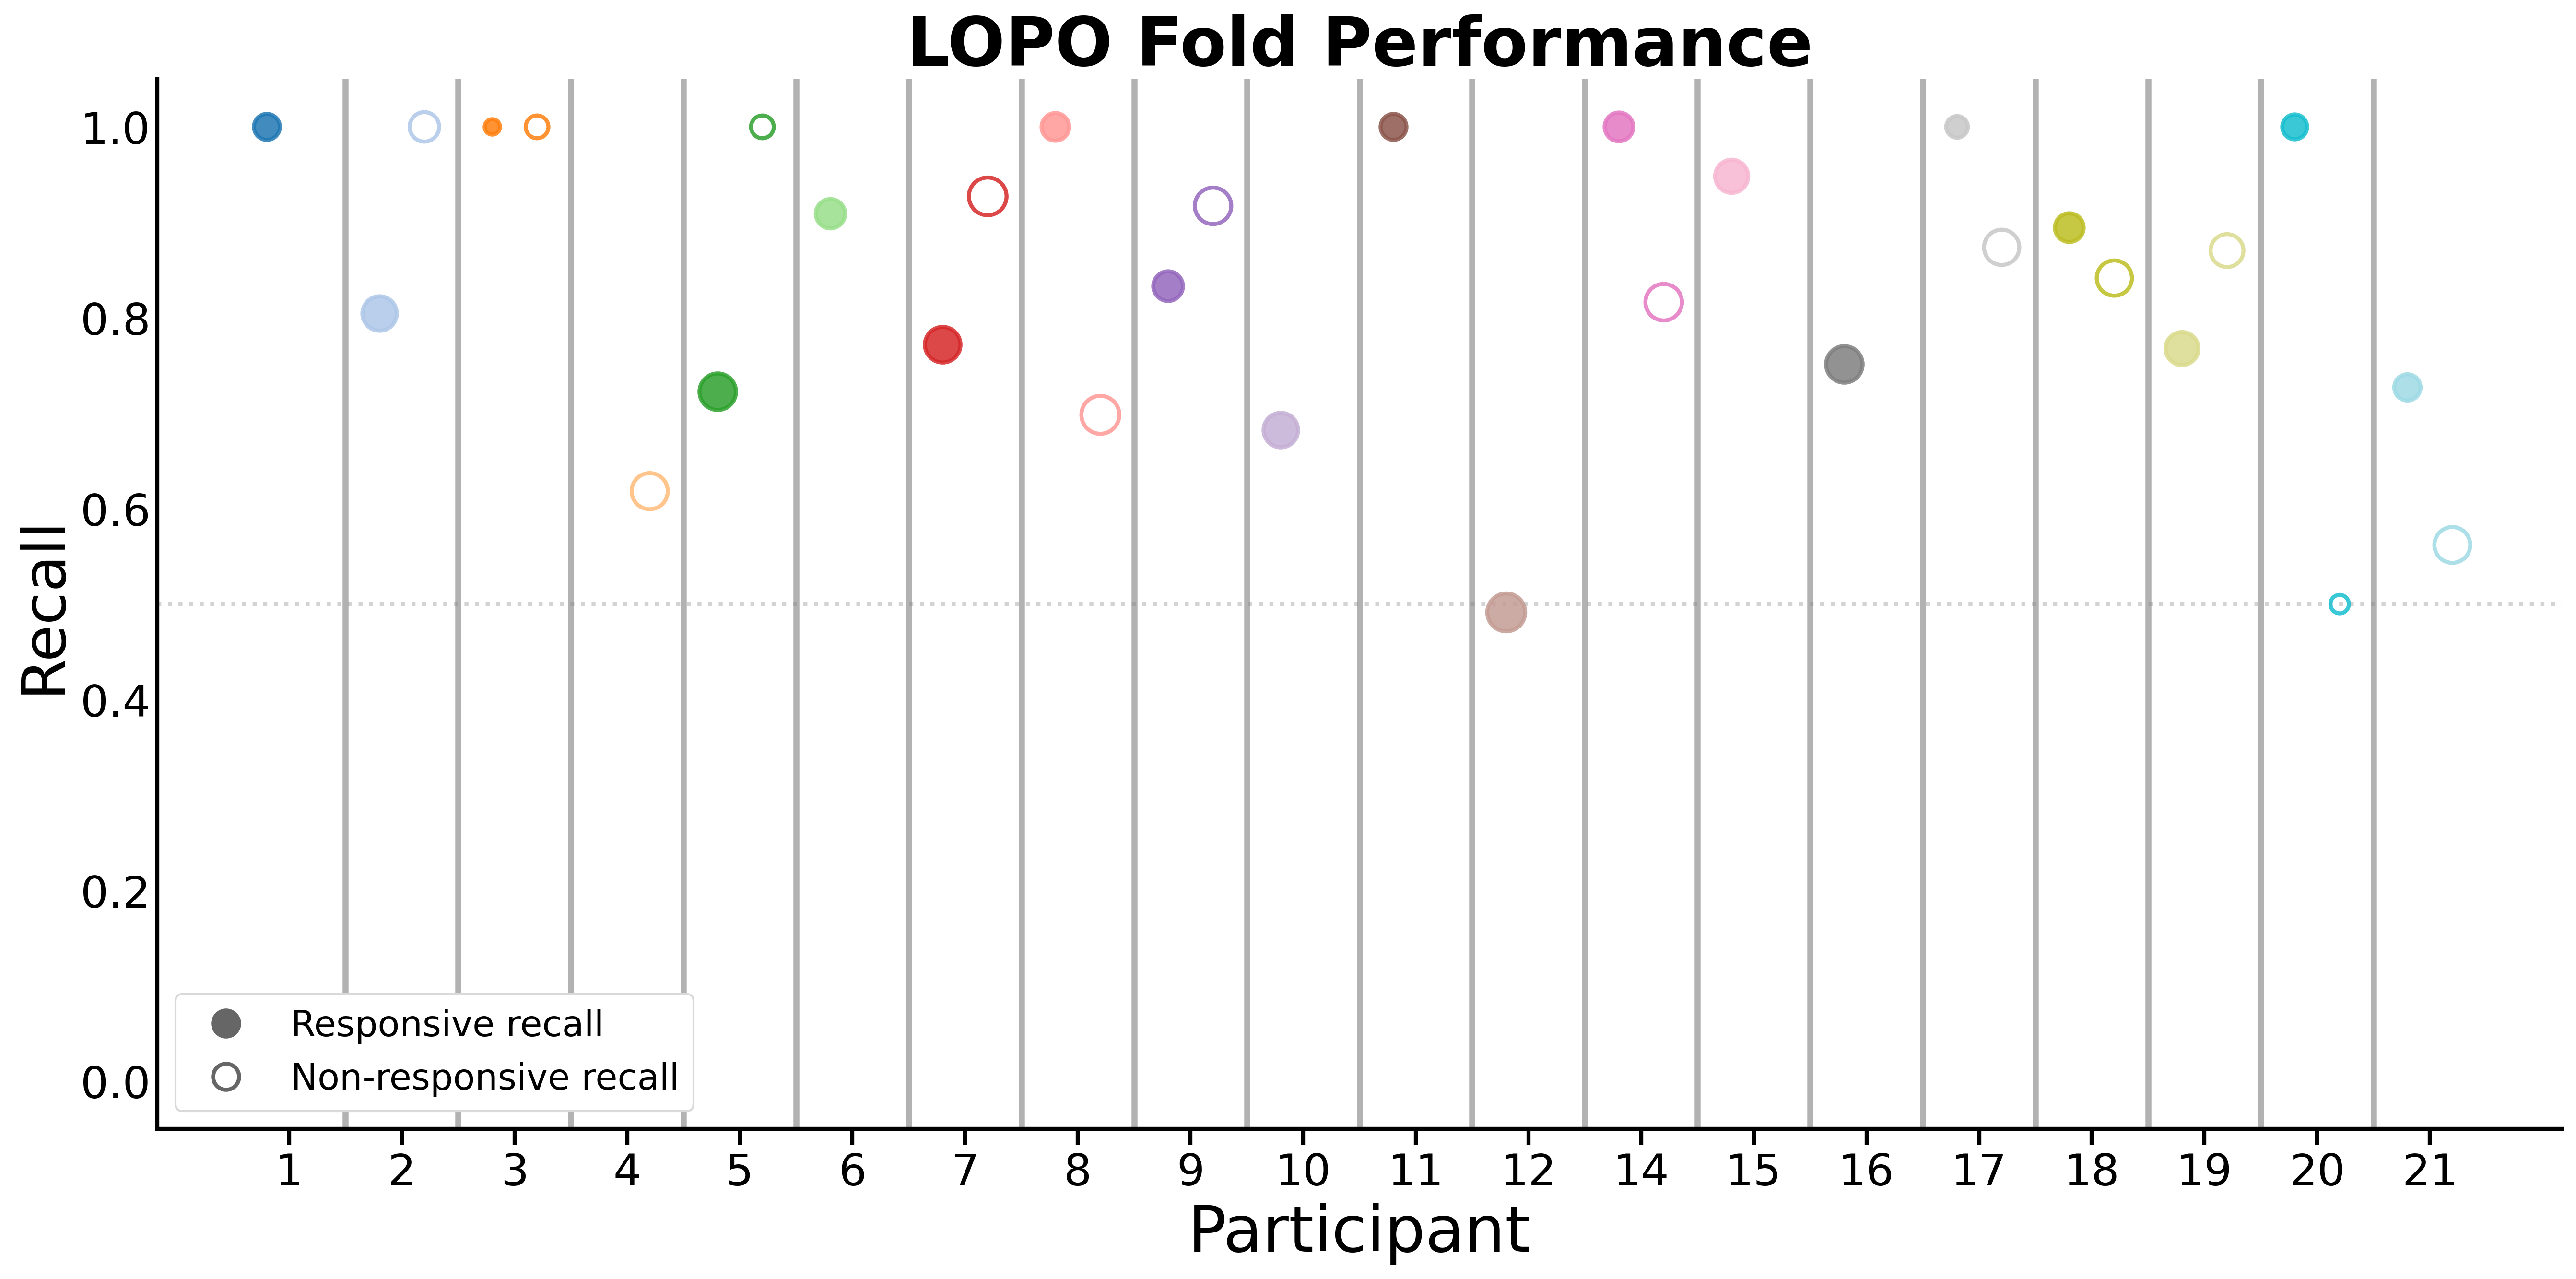 LOPO Fold Performance
Recall
1.0
0.8
0.6
0.4
0.2
0.0
Responsive recall
Non-responsive recall
1 2 3 4 5 6 7 8 9 10 11 12 14 15 16 17 18 19 20 21
Participant